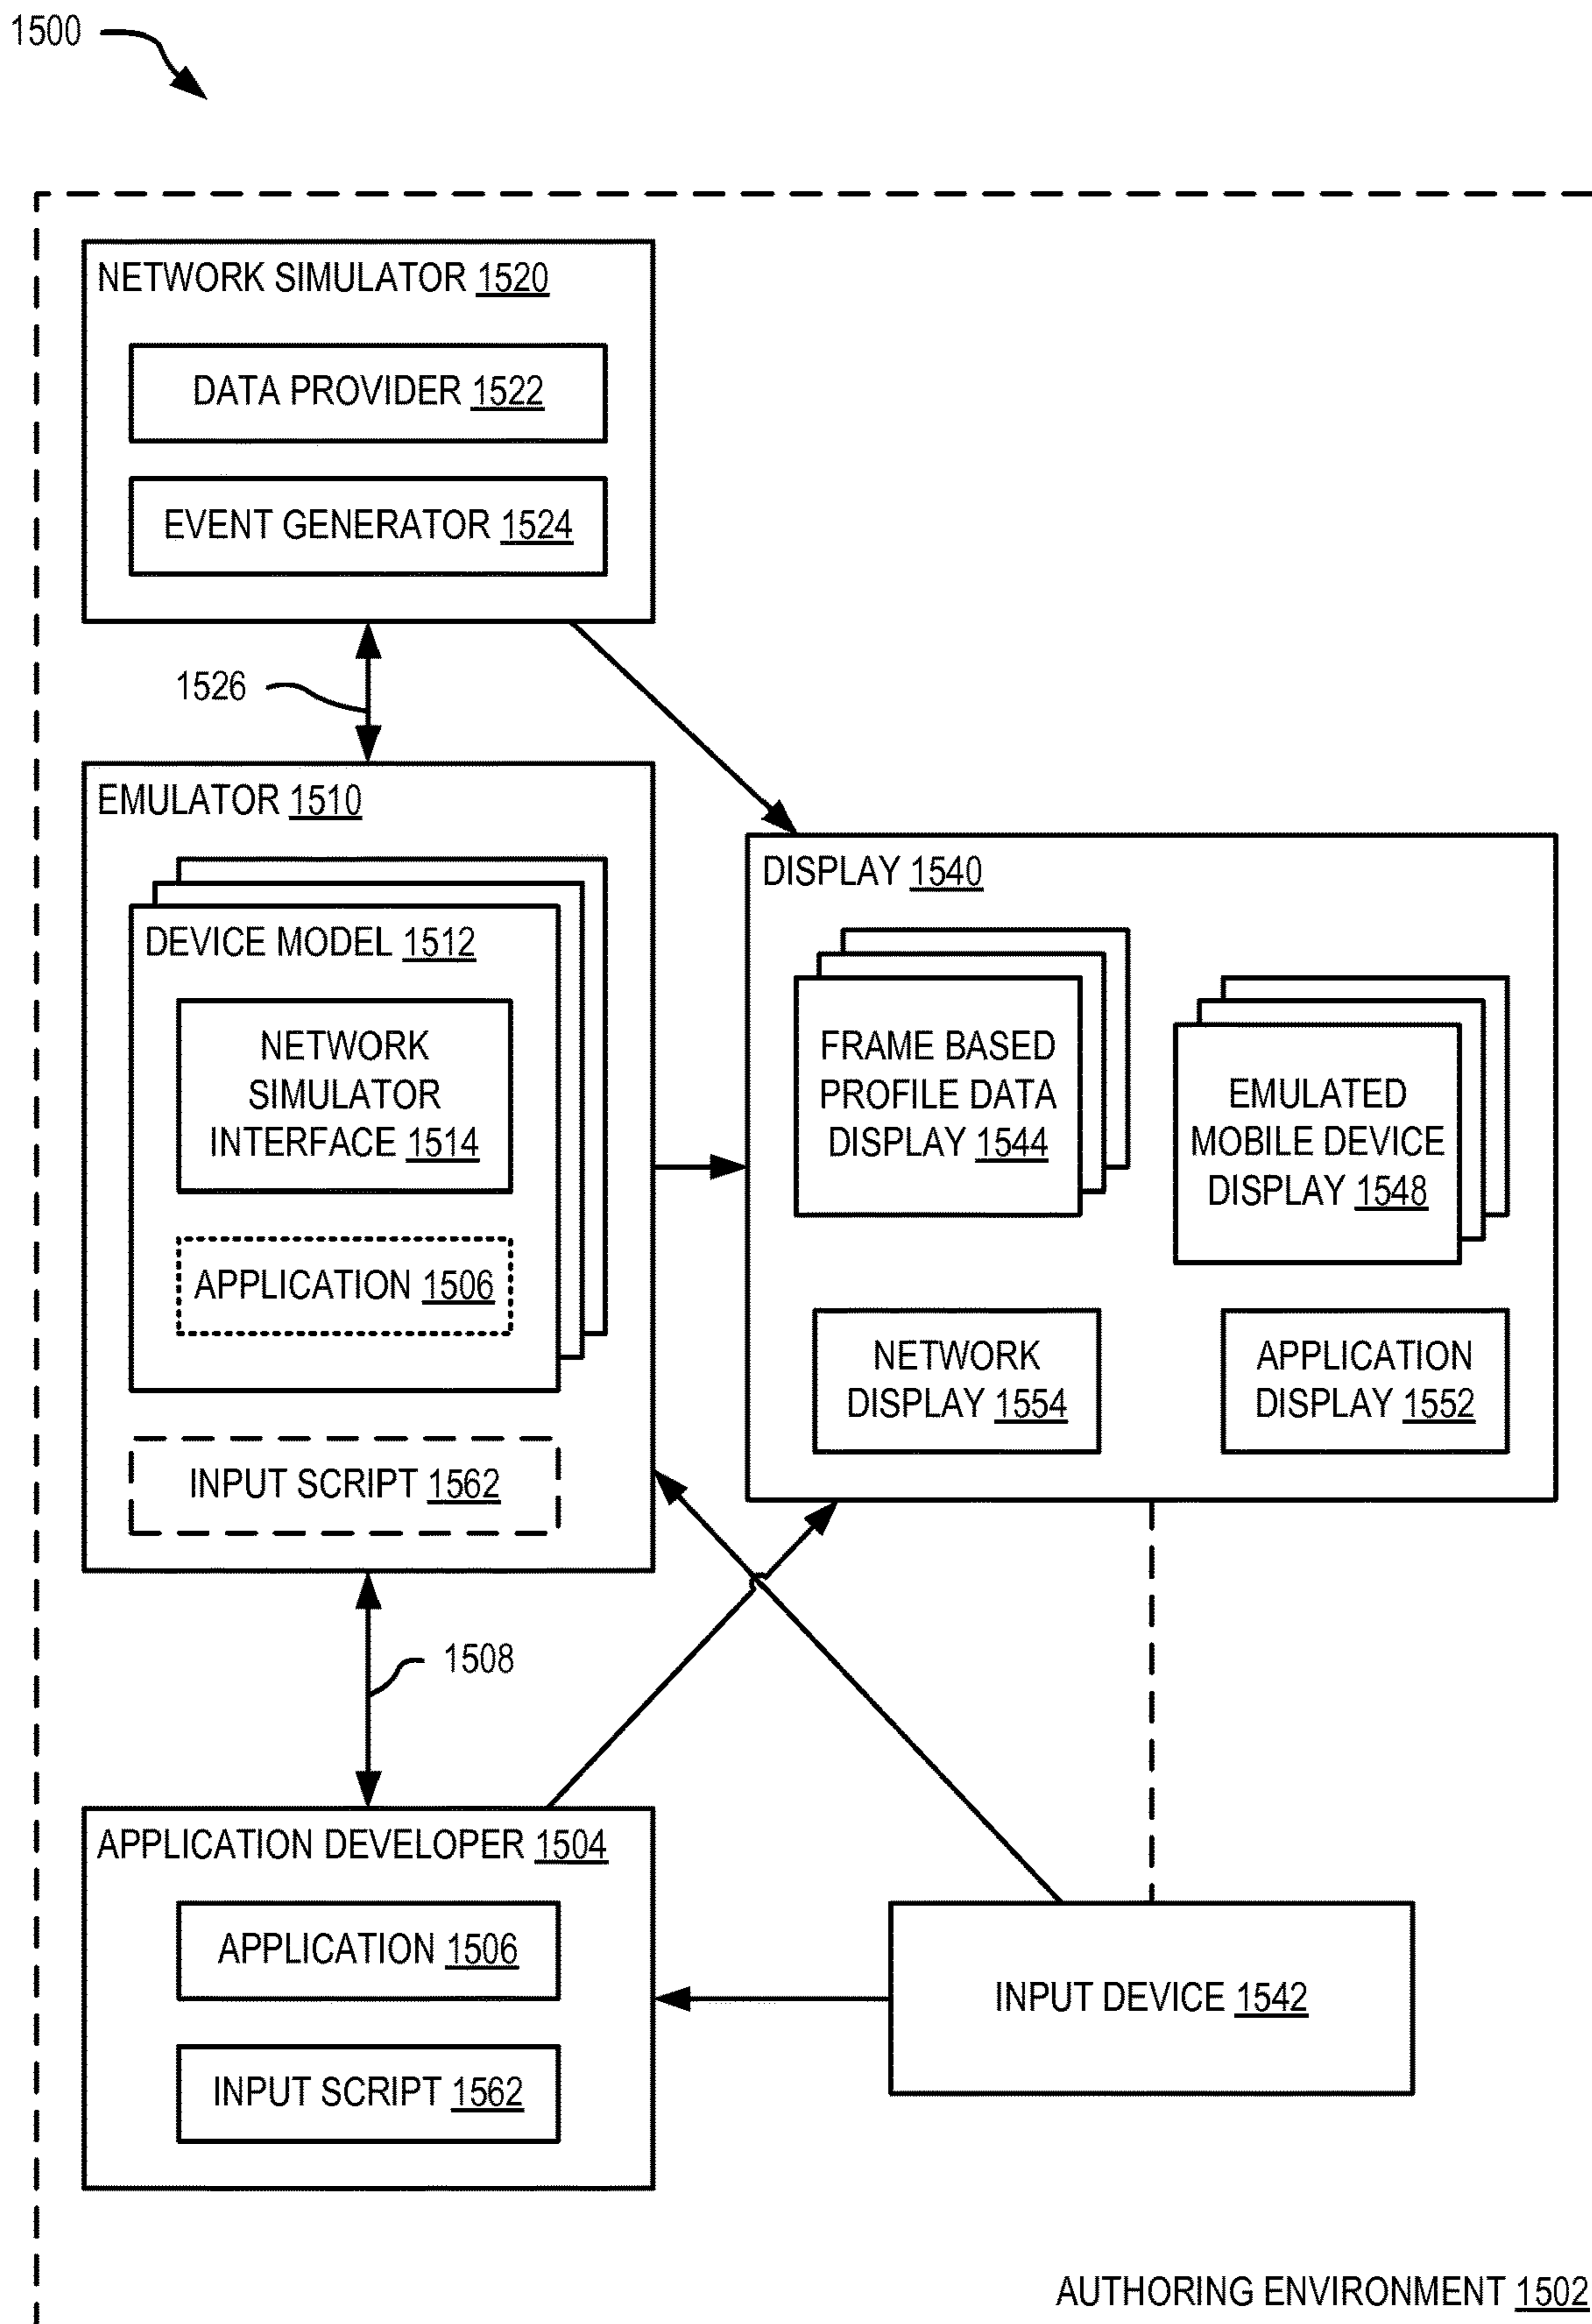 1500
NETWORK SIMULATOR 1520
DATA PROVIDER 1522
EVENT GENERATOR 1524
1526
EMULATOR 1510
DEVICE MODEL 1512
NETWORK
SIMULATOR
INTERFACE 1514
APPLICATION 1506
INPUT SCRIPT 1562
DISPLAY 1540
FRAME BASED
PROFILE DATA
DISPLAY 1544
EMULATED
MOBILE DEVICE
DISPLAY 1548
NETWORK
DISPLAY 1554
APPLICATION
DISPLAY 1552
1508
APPLICATION DEVELOPER 1504
APPLICATION 1506
INPUT SCRIPT 1562
INPUT DEVICE 1542
AUTHORING ENVIRONMENT 1502